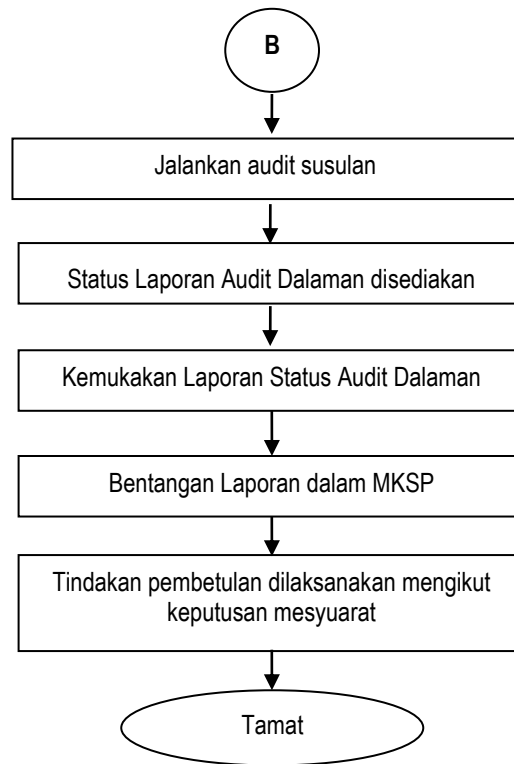 B
Jalankan audit susulan
Status Laporan Audit Dalaman disediakan
Kemukakan Laporan Status Audit Dalaman
Bentangan Laporan dalam MKSP
Tindakan pembetulan dilaksanakan mengikut
keputusan mesyuarat
Tamat